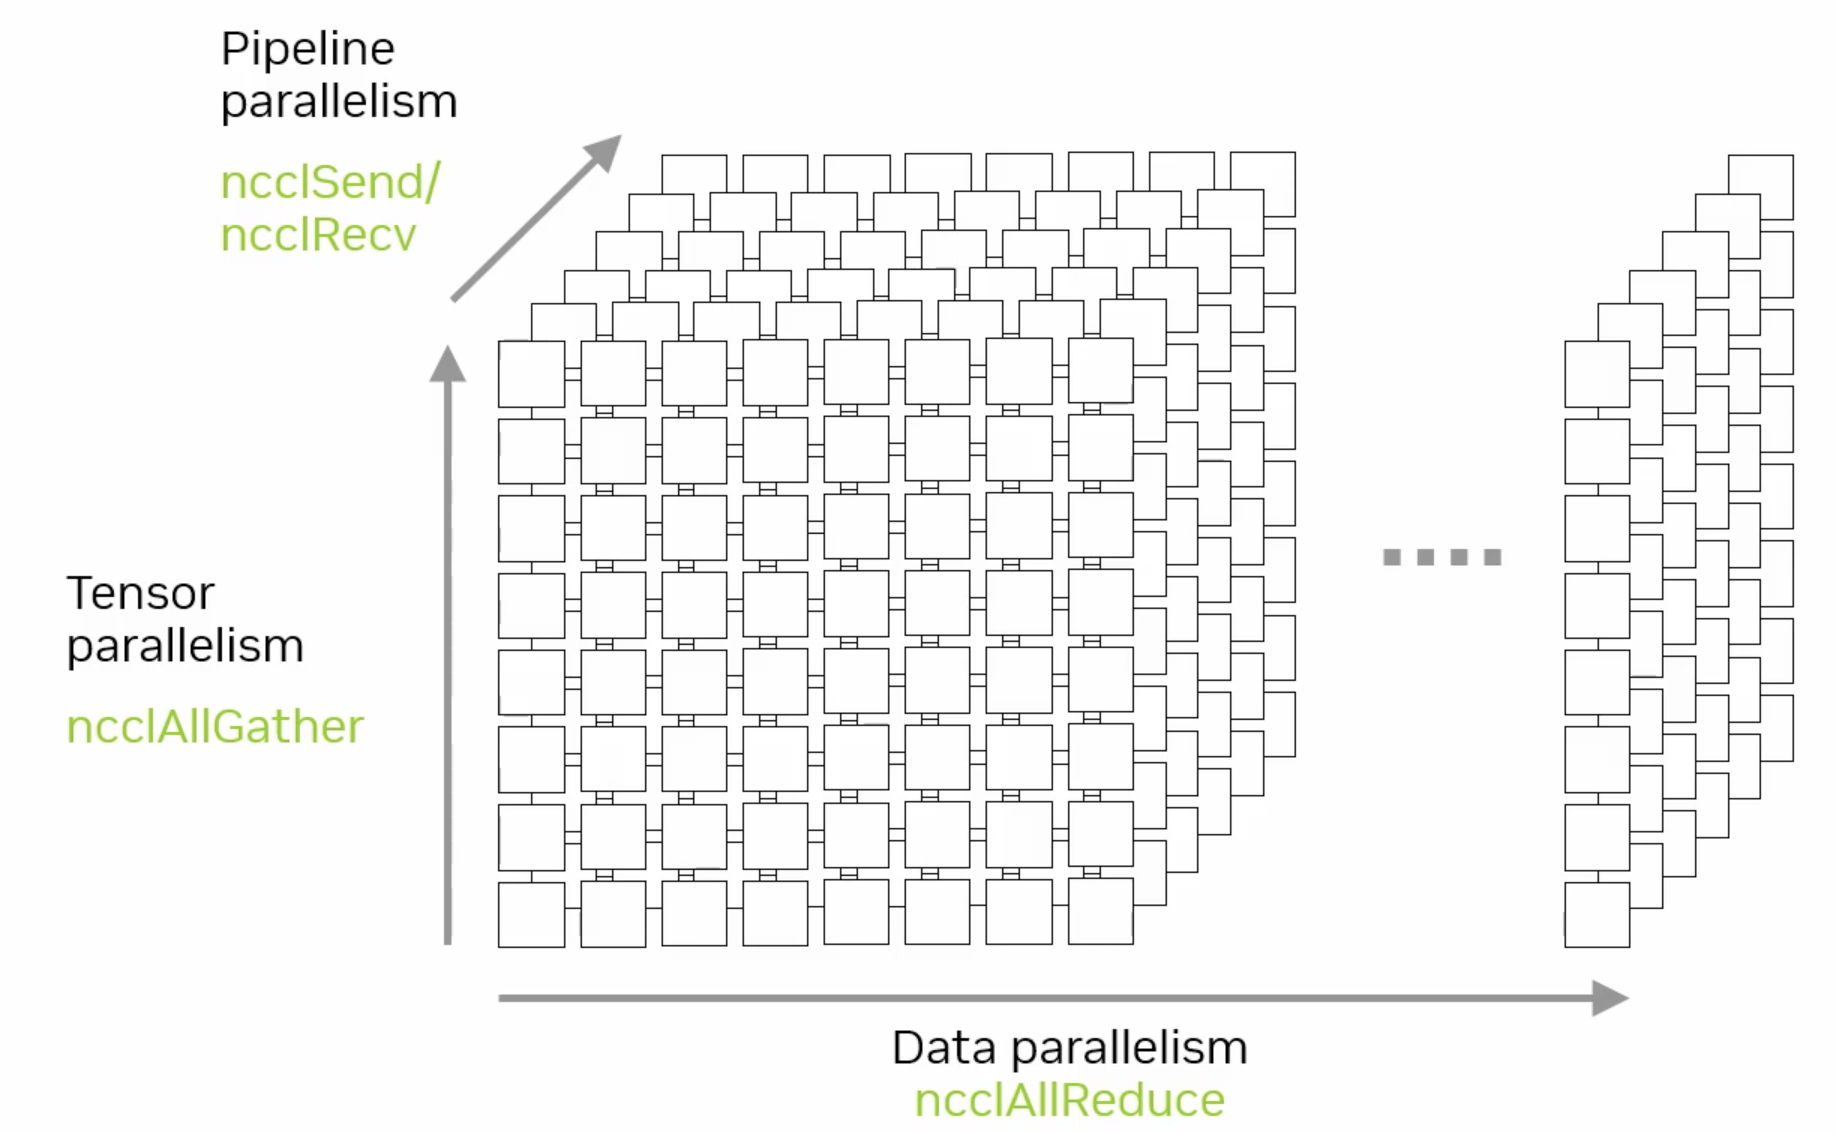 Pipeline
parallelism
ncclSend/
ncclRecv
Tensor
parallelism
ncclAllGather
Data parallelism
ncclAllReduce